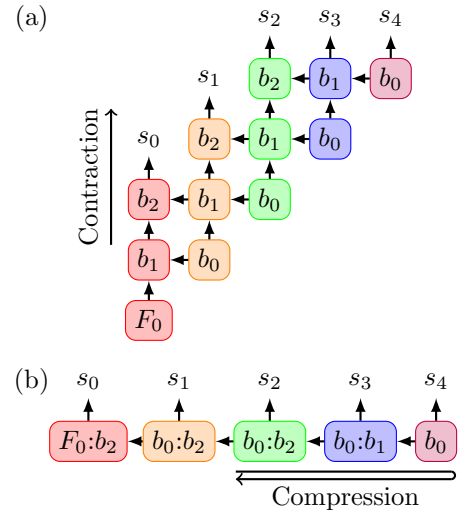 (a)
s₂ s₃ s₄
b₂ b₁ b₀
s₁
b₂ b₁ b₀
s₀
b₂ b₁ b₀
b₁ b₀
F₀
Contraction
(b)
s₀ s₁ s₂ s₃ s₄
F₀:b₂ b₀:b₂ b₀:b₂ b₀:b₁ b₀
Compression